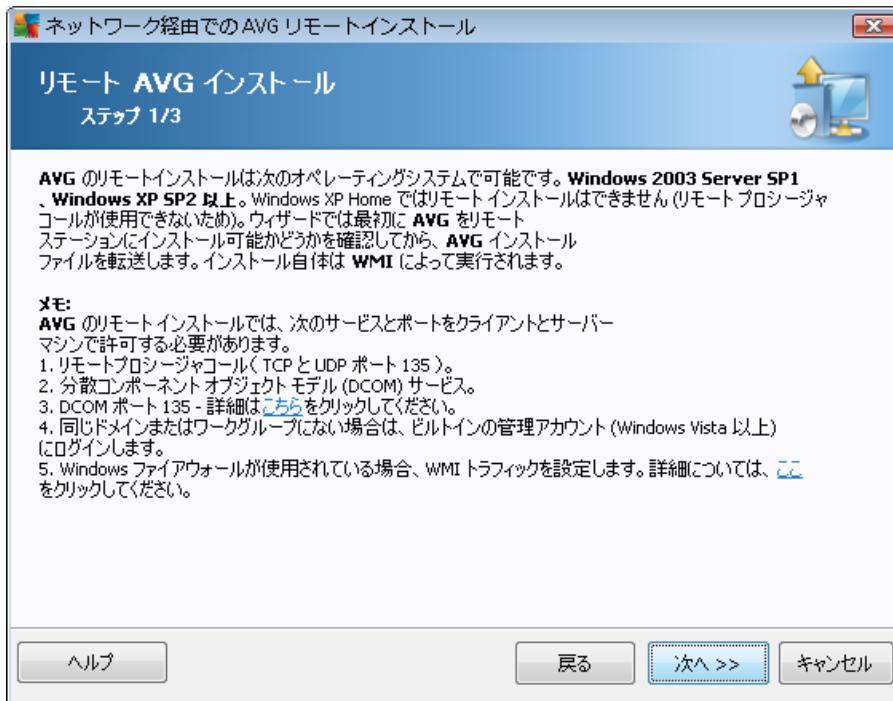 ネットワーク経由でのAVG リモートインストール
リモート AVG インストール
ステップ 1/3
AVG のリモートインストールは次のオペレーティングシステムで可能です。Windows 2003 Server SP1
、Windows XP SP2 以上。Windows XP Home ではリモート インストールはできません (リモート プロシージャ
コールが使用できないため)。ウィザードでは最初に AVG をリモート
ステーションにインストール可能かどうかを確認してから、AVG インストール
ファイルを転送します。インストール自体は WMI によって実行されます。
メモ:
AVG のリモートインストールでは、次のサービスとポートをクライアントとサーバー
マシンで許可する必要があります。
1. リモートプロシージャコール( TCP と UDP ポート 135 )。
2. 分散コンポーネント オブジェクト モデル (DCOM) サービス。
3. DCOM ポート 135 - 詳細はこちらをクリックしてください。
4. 同じドメインまたはワークグループにない場合は、ビルトインの管理アカウント (Windows Vista 以上)
にログインします。
5. Windows ファイアウォールが使用されている場合、WMI トラフィックを設定します。詳細については、ここ
をクリックしてください。
ヘルプ
戻る
次へ >>
キャンセル